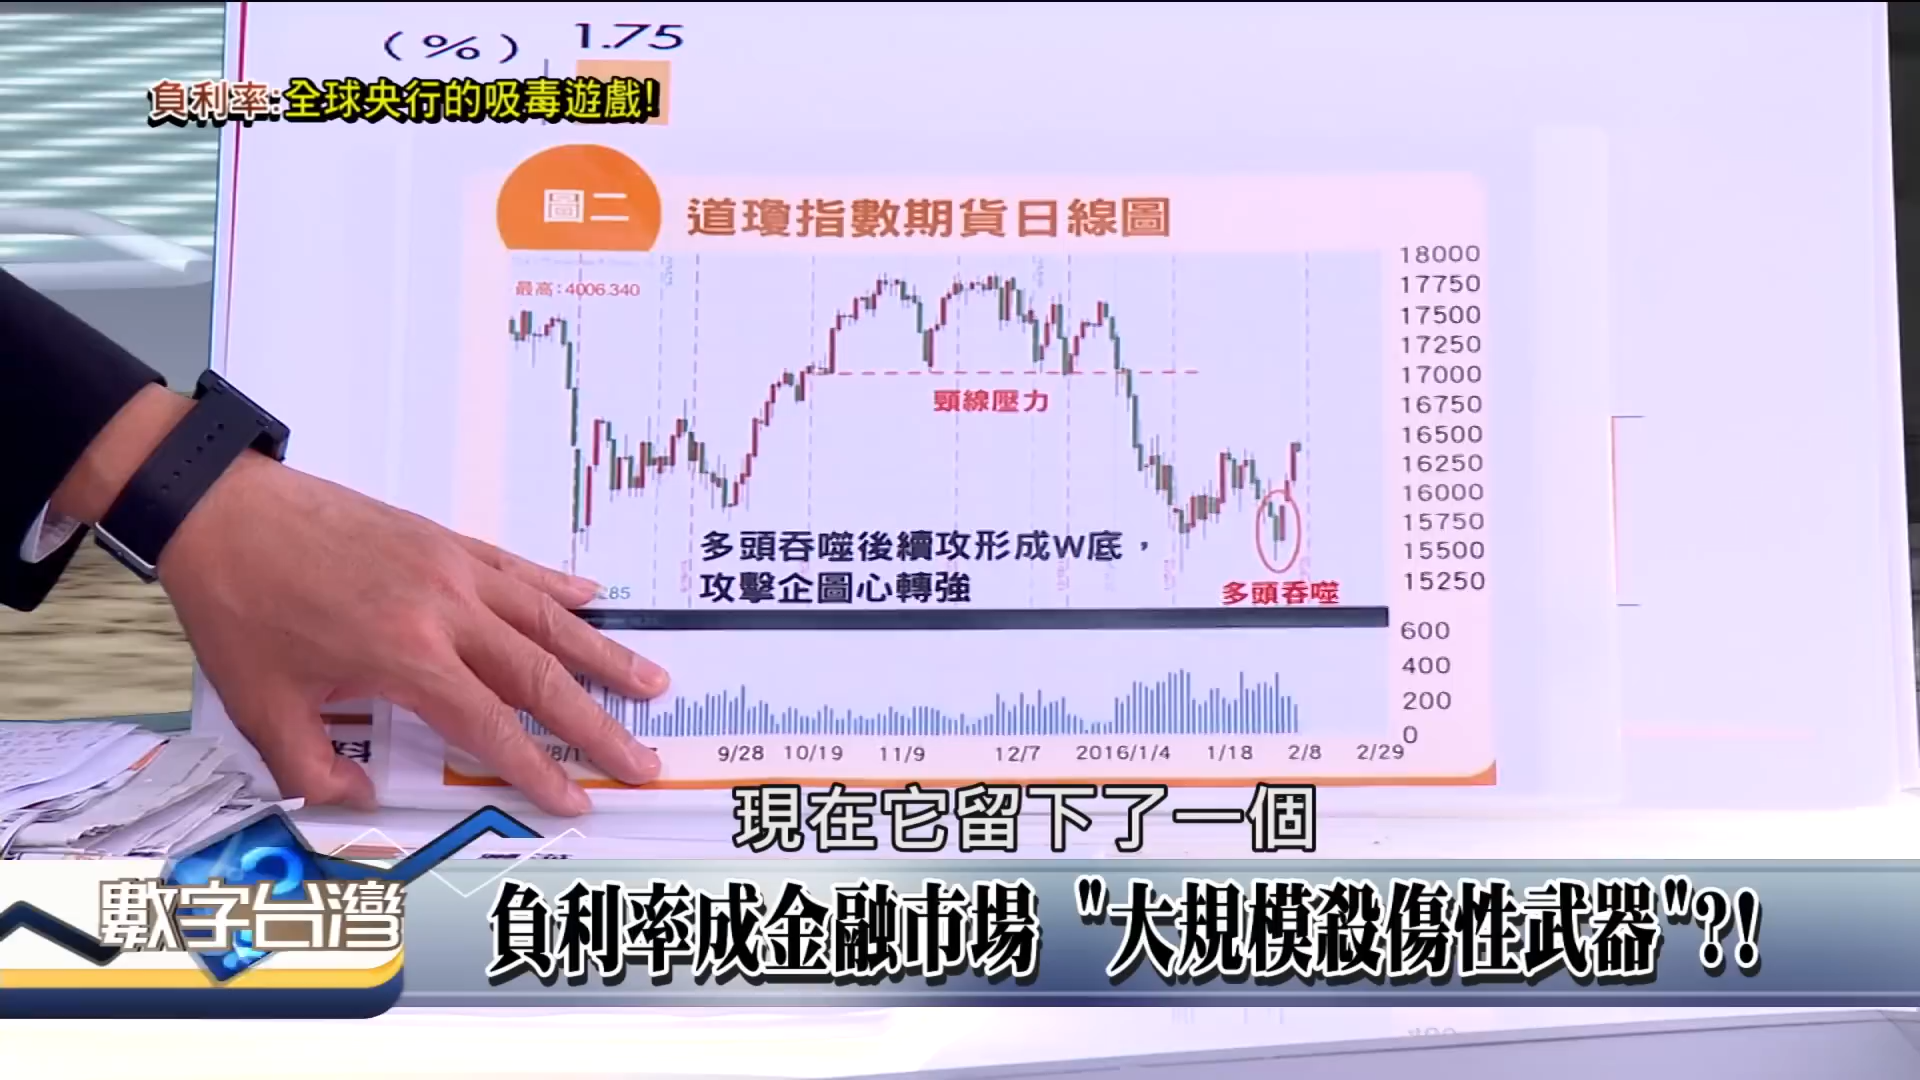 (%) 1.75
負利率:全球央行的吸毒遊戲!
圖二 道瓊指數期貨日線圖
最高:4006.340
18000
17750
17500
17250
17000
16750
16500
16250
16000
15750
15500
15250
頸線壓力
多頭吞噬後續攻形成W底,
攻擊企圖心轉強
多頭吞噬
285
600
400
200
0
9/28 10/19 11/9 12/7 2016/1/4 1/18 2/8 2/29
現在它留下了一個
數字台灣
負利率成金融市場 "大規模殺傷性武器"?!